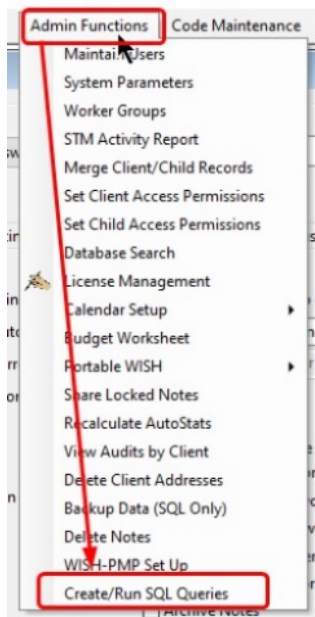 Admin Functions Code Maintenance
Maintain Users
System Parameters
Worker Groups
STM Activity Report
Merge Client/Child Records
Set Client Access Permissions
Set Child Access Permissions
Database Search
License Management
Calendar Setup
Budget Worksheet
Portable WISH
Share Locked Notes
Recalculate AutoStats
View Audits by Client
Delete Client Addresses
Backup Data (SQL Only)
Delete Notes
WISH-PMP Set Up
Create/Run SQL Queries
Archive Notes